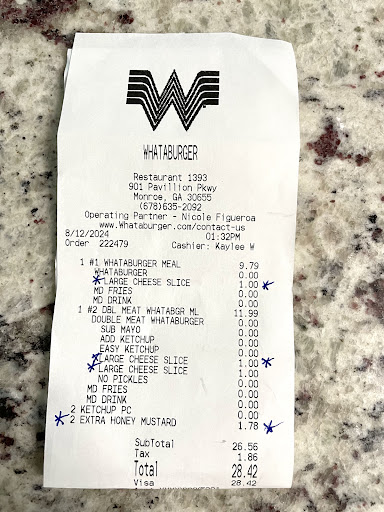 W
WHATABURGER
Restaurant 1393
901 Pavillion Pkwy
Monroe, GA 30655
(678)635-2092
Operating Partner - Nicole Figueroa
www.Whataburger.com/contact-us
8/12/2024 01:32PM
Order 222479 Cashier: Kaylee W
1 #1 WHATABURGER MEAL 9.79
WHATABURGER 0.00
* LARGE CHEESE SLICE 1.00 *
MD FRIES 0.00
MD DRINK 0.00
1 #2 DBL MEAT WHATABGR ML 11.99
DOUBLE MEAT WHATABURGER 0.00
SUB MAYO 0.00
ADD KETCHUP 0.00
EASY KETCHUP 0.00
* LARGE CHEESE SLICE 1.00 *
* LARGE CHEESE SLICE 1.00
NO PICKLES 0.00
MD FRIES 0.00
MD DRINK 0.00
2 KETCHUP PC 0.00
* 2 EXTRA HONEY MUSTARD 1.78 *
SubTotal 26.56
Tax 1.86
Total 28.42
Visa 28.42